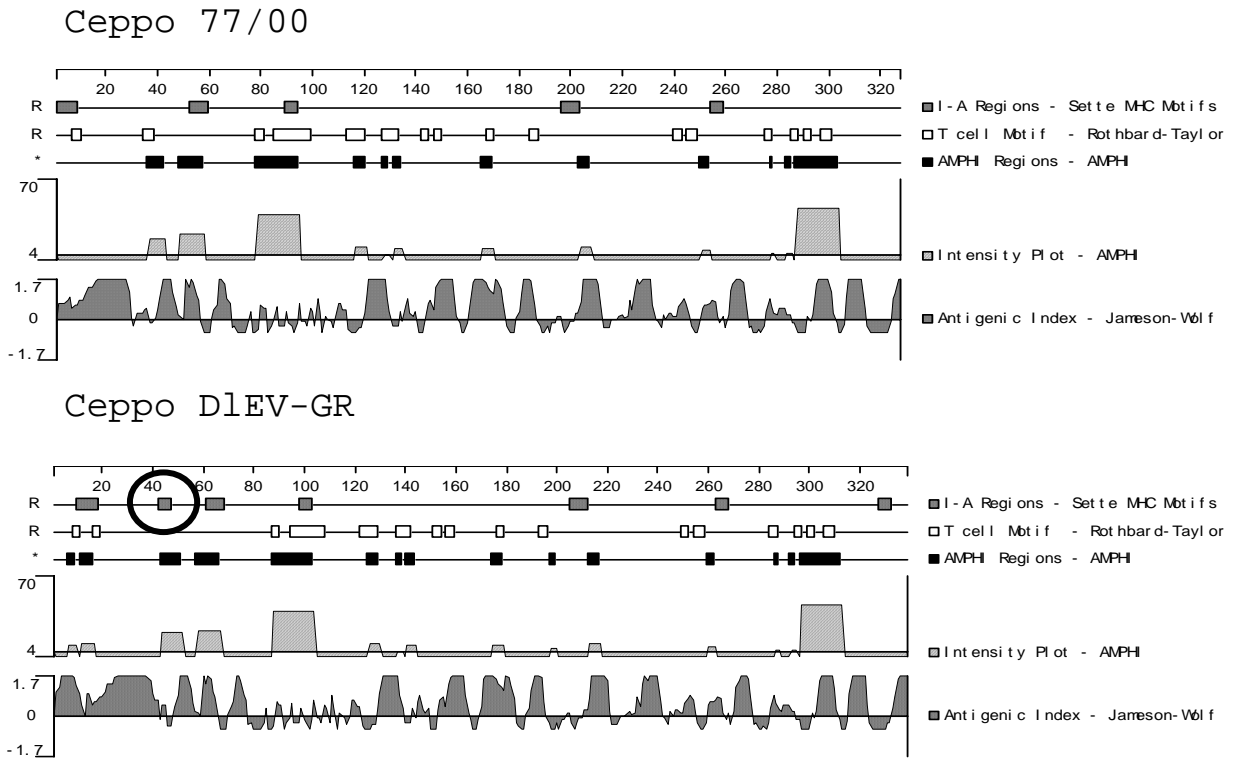 Ceppo 77/00
20 40 60 80 100 120 140 160 180 200 220 240 260 280 300 320
R I-A Regions - Sette MHC Motifs
R T cell Motif - Rothbard-Taylor
* AMPHI Regions - AMPHI
70
4 Intensity Plot - AMPHI
1.7
0 Antigenic Index - Jameson-Wolf
-1.7
Ceppo DlEV-GR
20 40 60 80 100 120 140 160 180 200 220 240 260 280 300 320
R I-A Regions - Sette MHC Motifs
R T cell Motif - Rothbard-Taylor
* AMPHI Regions - AMPHI
70
4 Intensity Plot - AMPHI
1.7
0 Antigenic Index - Jameson-Wolf
-1.7